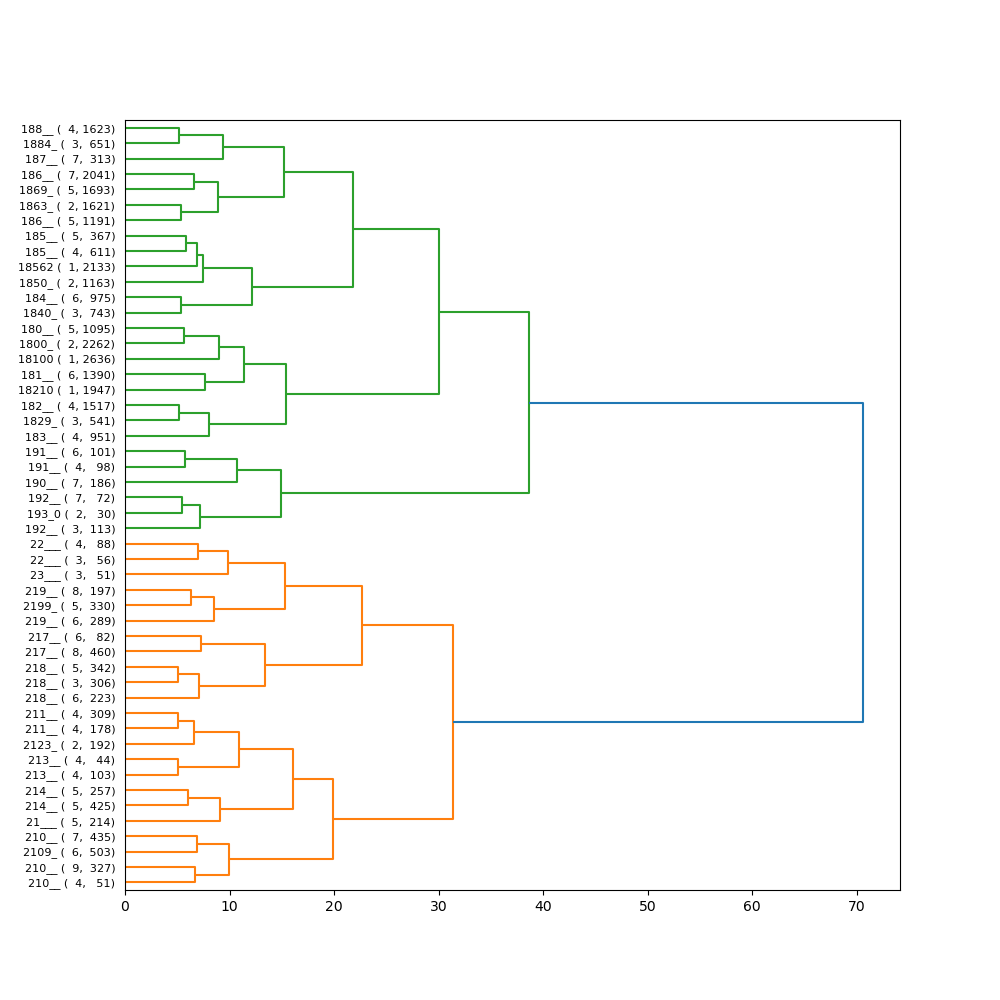 188__ (  4, 1623)
1884_ (  3,  651)
187__ (  7,  313)
186__ (  7, 2041)
1869_ (  5, 1693)
1863_ (  2, 1621)
186__ (  5, 1191)
185__ (  5,  367)
185__ (  4,  611)
18562 (  1, 2133)
1850_ (  2, 1163)
184__ (  6,  975)
1840_ (  3,  743)
180__ (  5, 1095)
1800_ (  2, 2262)
18100 (  1, 2636)
181__ (  6, 1390)
18210 (  1, 1947)
182__ (  4, 1517)
1829_ (  3,  541)
183__ (  4,  951)
191__ (  6,  101)
191__ (  4,   98)
190__ (  7,  186)
192__ (  7,   72)
193_0 (  2,   30)
192__ (  3,  113)
22___ (  4,   88)
22___ (  3,   56)
23___ (  3,   51)
219__ (  8,  197)
2199_ (  5,  330)
219__ (  6,  289)
217__ (  6,   82)
217__ (  8,  460)
218__ (  5,  342)
218__ (  3,  306)
218__ (  6,  223)
211__ (  4,  309)
211__ (  4,  178)
2123_ (  2,  192)
213__ (  4,   44)
213__ (  4,  103)
214__ (  5,  257)
214__ (  5,  425)
21___ (  5,  214)
210__ (  7,  435)
2109_ (  6,  503)
210__ (  9,  327)
210__ (  4,   51)
0 10 20 30 40 50 60 70